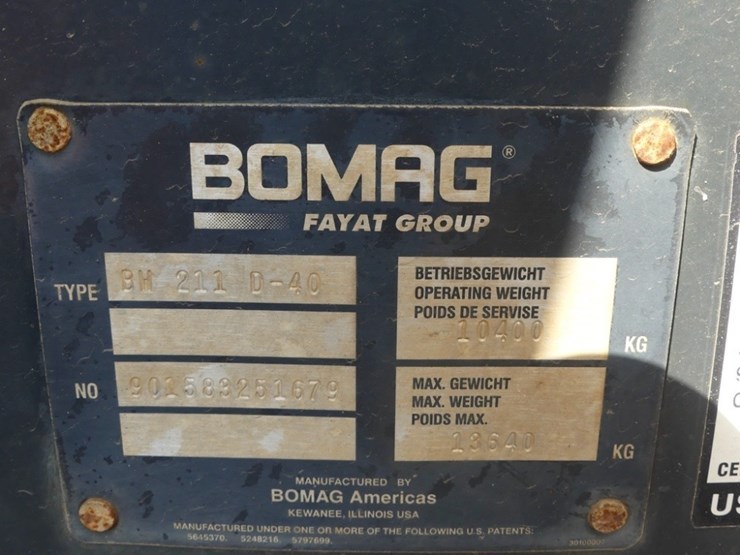 BOMAG®
FAYAT GROUP
TYPE BW 211 D-40
BETRIEBSGEWICHT
OPERATING WEIGHT
POIDS DE SERVISE
10400 KG
NO 901583251679
MAX. GEWICHT
MAX. WEIGHT
POIDS MAX.
13640 KG
MANUFACTURED BY
BOMAG Americas
KEWANEE, ILLINOIS USA
MANUFACTURED UNDER ONE OR MORE OF THE FOLLOWING U.S. PATENTS:
5645370. 5248216. 5797699.
CE
US